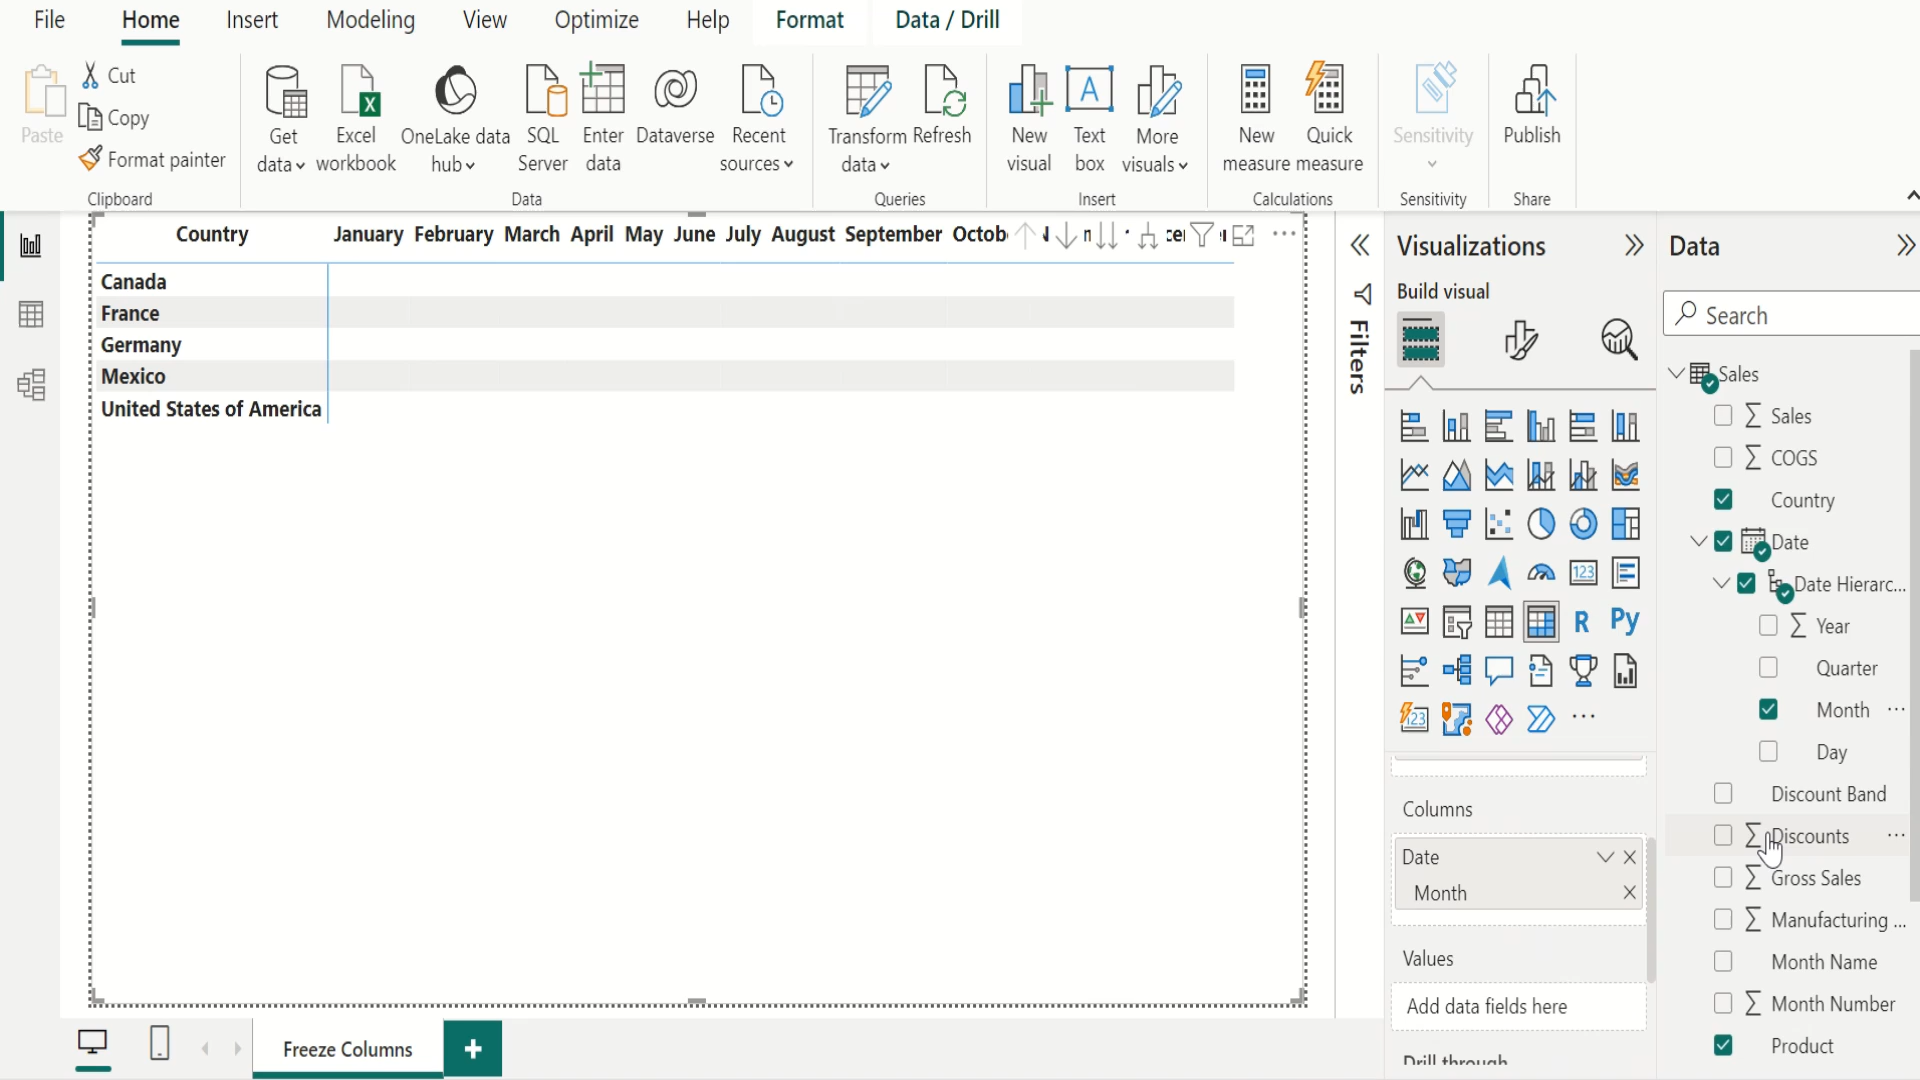 File Home Insert Modeling View Optimize Help Format Data / Drill
Paste
Cut
Copy
Format painter
Clipboard
Get data
Excel workbook
OneLake data hub
SQL Server
Enter data
Dataverse
Recent sources
Data
Transform data
Refresh
Queries
New visual
A
Text box
More visuals
Insert
New measure
Quick measure
Calculations
Sensitivity
Sensitivity
Publish
Share
Country January February March April May June July August September Octob
Canada
France
Germany
Mexico
United States of America
Filters
Visualizations
Build visual
123
R
Py
123
Columns
Date
Month
Values
Add data fields here
Drill through
Data
Search
Sales
Σ Sales
Σ COGS
Country
Date
Date Hierarc...
Σ Year
Quarter
Month ...
Day
Discount Band
Σ Discounts ...
Σ Gross Sales
Σ Manufacturing ...
Month Name
Σ Month Number
Product
Freeze Columns
+